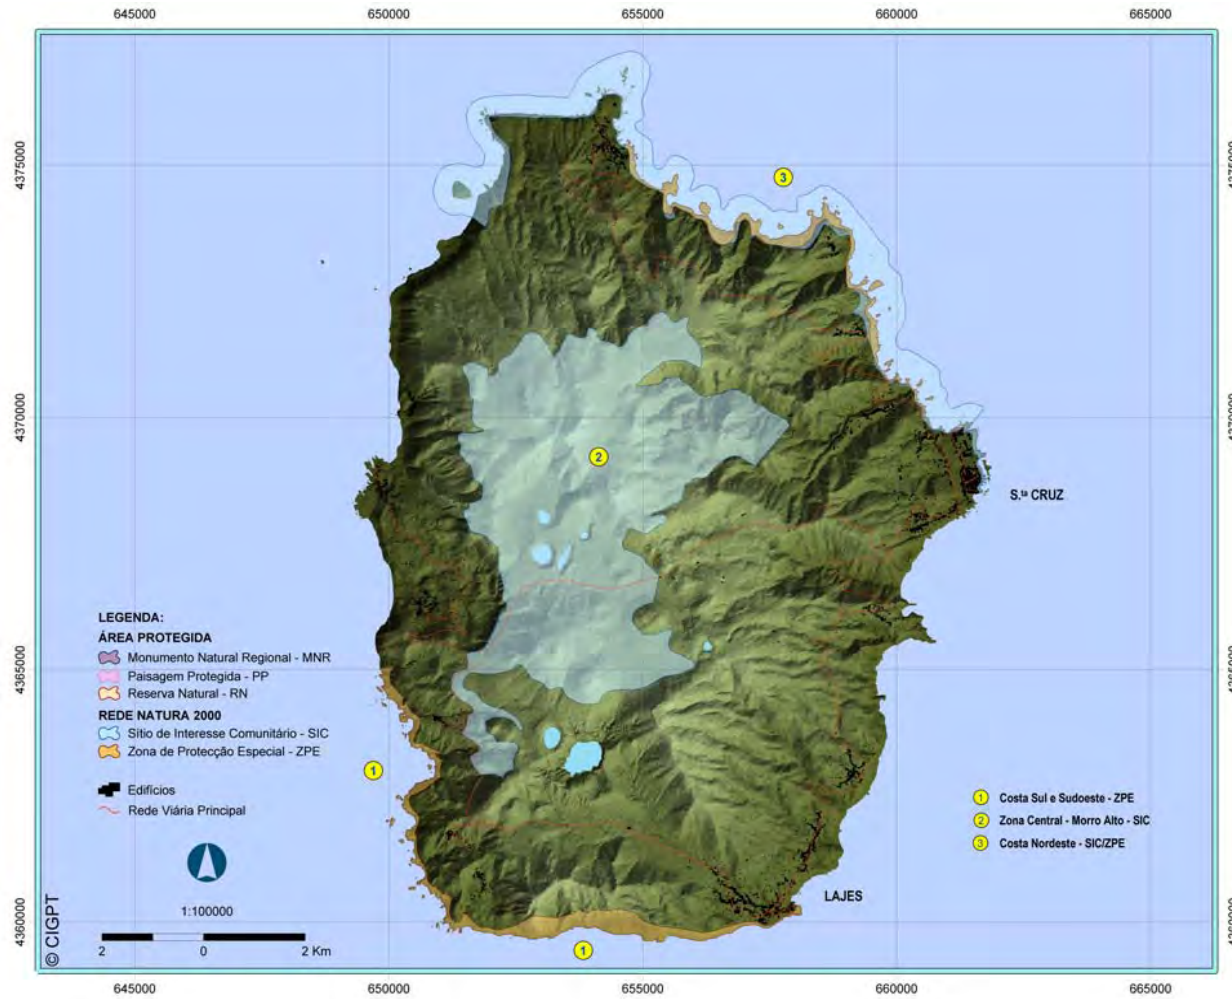 645000 650000 655000 660000 665000
4375000
4370000
4365000
4360000
3
2
S.ta CRUZ
LEGENDA:
ÁREA PROTEGIDA
Monumento Natural Regional - MNR
Paisagem Protegida - PP
Reserva Natural - RN
REDE NATURA 2000
Sítio de Interesse Comunitário - SIC
Zona de Protecção Especial - ZPE
Edifícios
Rede Viária Principal
1
1 Costa Sul e Sudoeste - ZPE
2 Zona Central - Morro Alto - SIC
3 Costa Nordeste - SIC/ZPE
LAJES
1:100000
2 0 2 Km
© CIGPT
1
645000 650000 655000 660000 665000